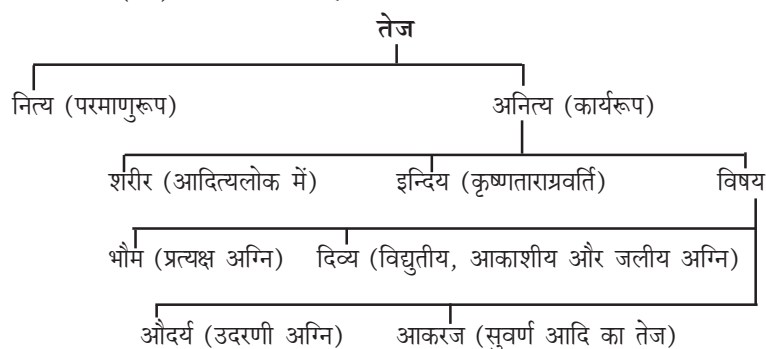 तेज
नित्य (परमाणुरूप) अनित्य (कार्यरूप)
शरीर (आदित्यलोक में) इन्दिय (कृष्णताराग्रवर्ति) विषय
भौम (प्रत्यक्ष अग्नि) दिव्य (विद्युतीय, आकाशीय और जलीय अग्नि)
औदर्य (उदरणी अग्नि) आकरज (सुवर्ण आदि का तेज)